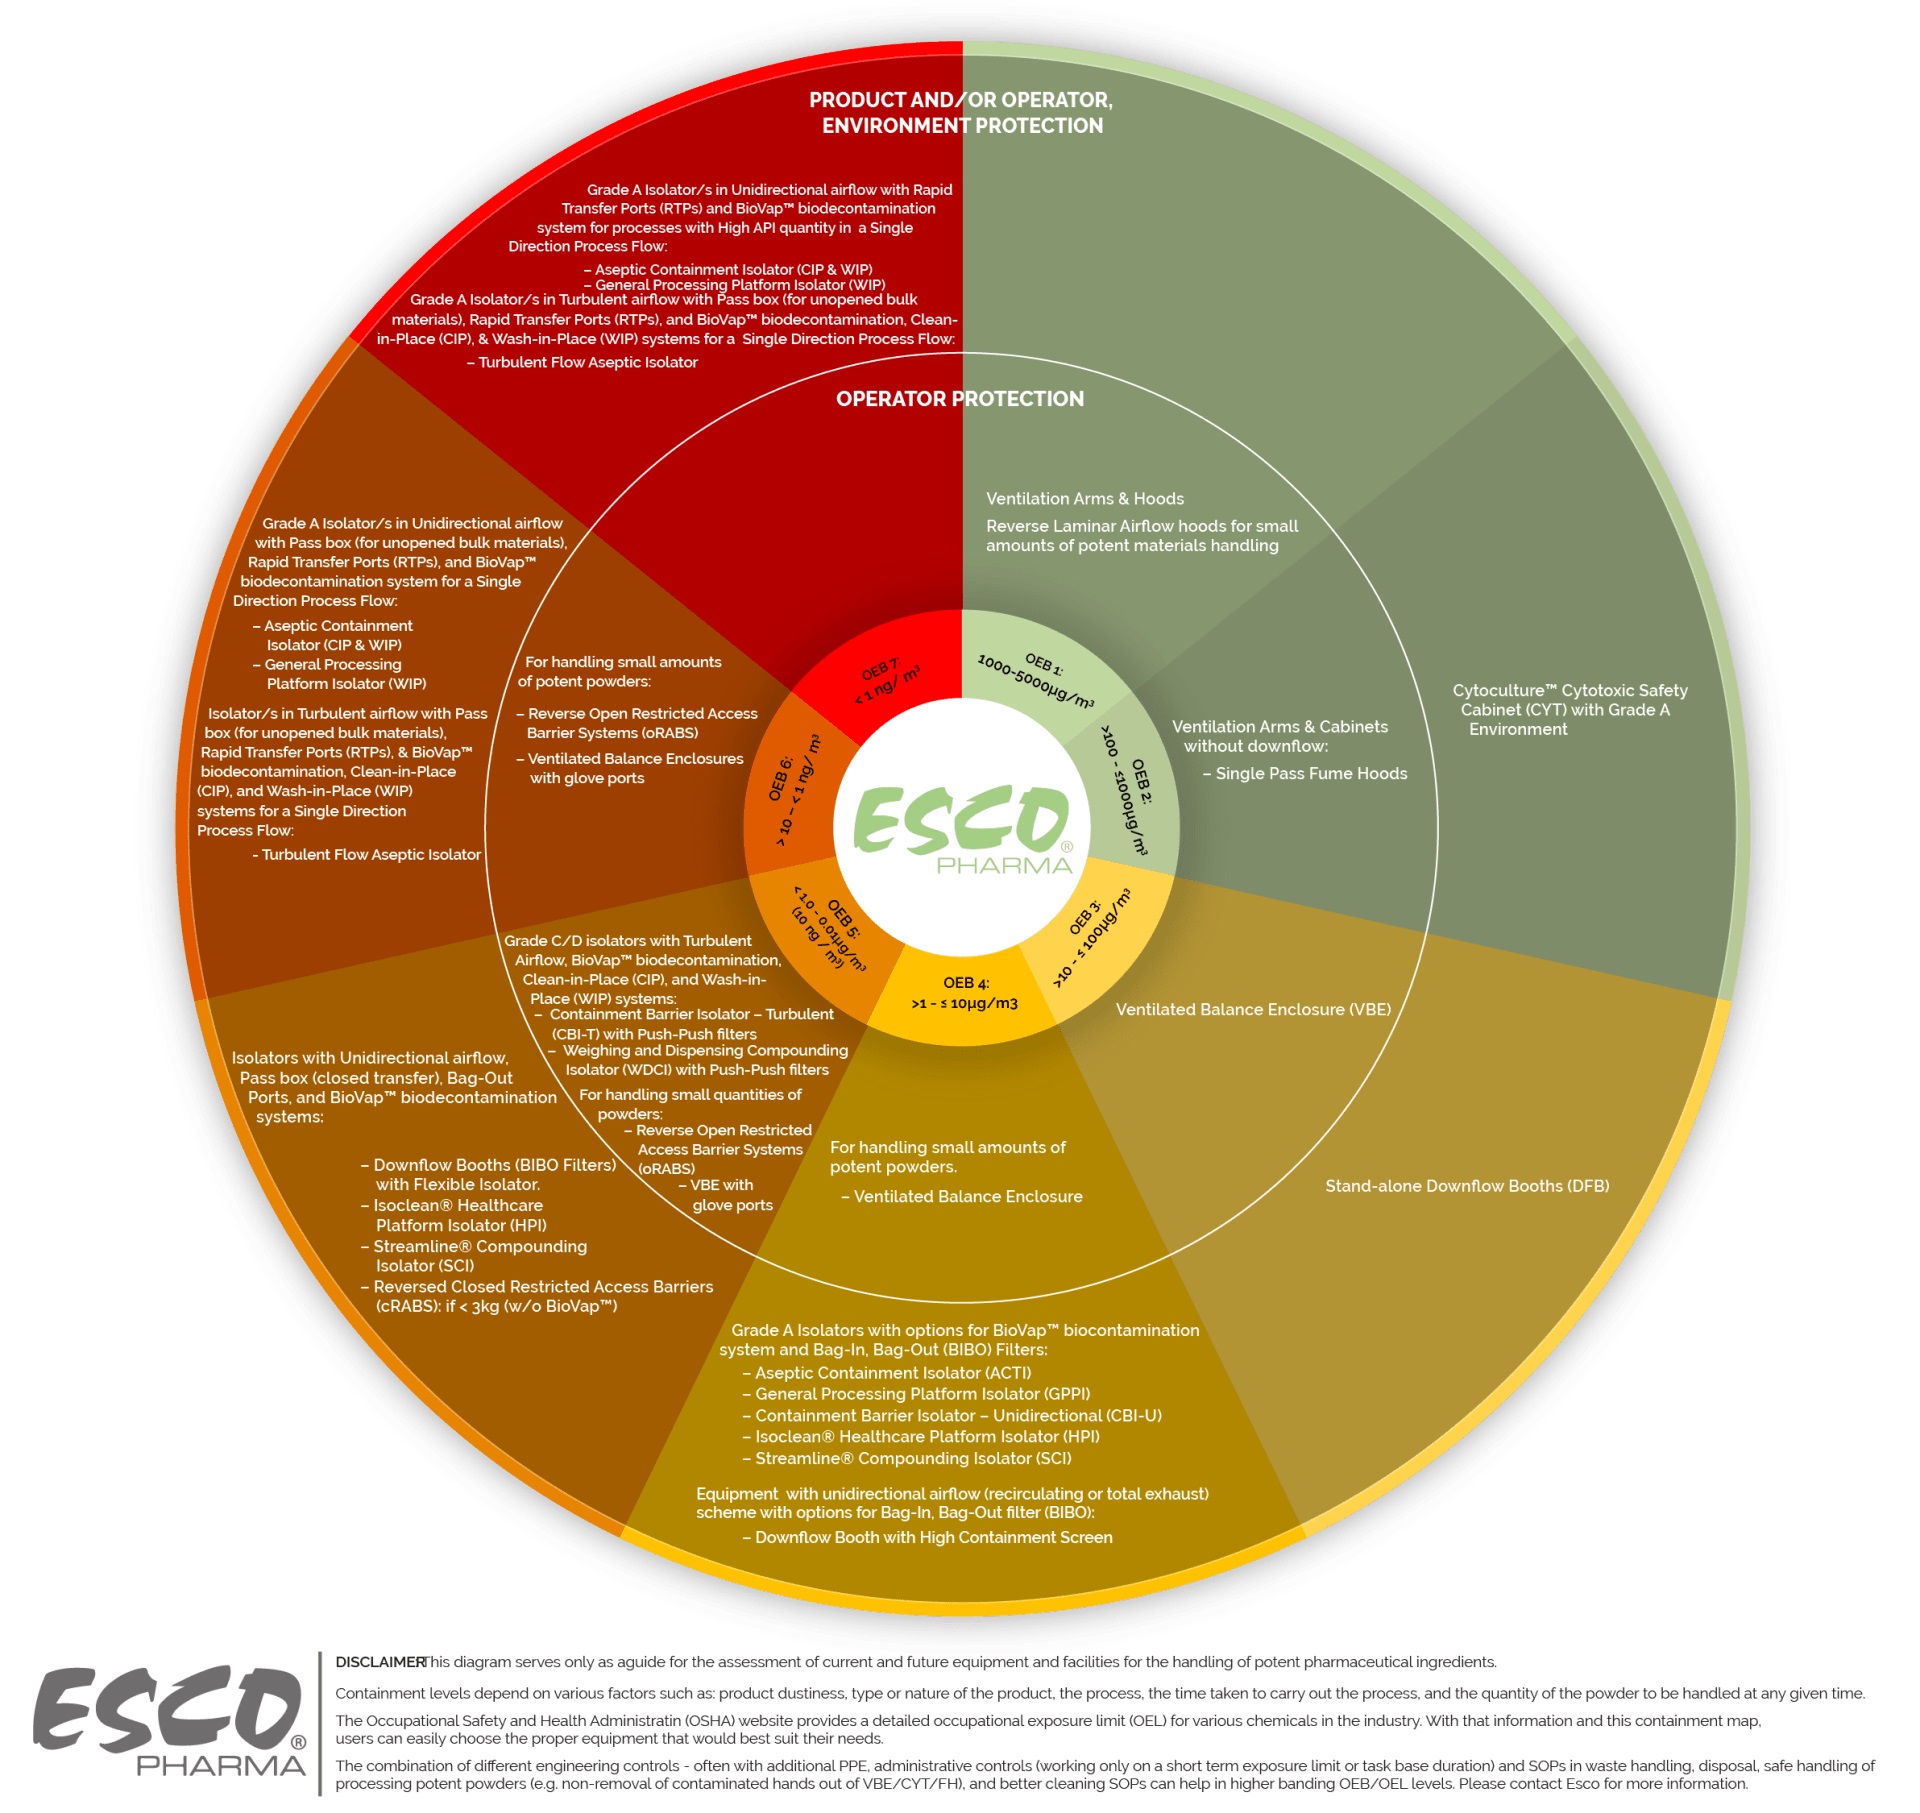 PRODUCT AND/OR OPERATOR,
ENVIRONMENT PROTECTION
Grade A Isolator/s in Unidirectional airflow with Rapid
Transfer Ports (RTPs) and BioVap™ biodecontamination
system for processes with High API quantity in a Single
Direction Process Flow:
– Aseptic Containment Isolator (CIP & WIP)
– General Processing Platform Isolator (WIP)
Grade A Isolator/s in Turbulent airflow with Pass box (for unopened bulk
materials), Rapid Transfer Ports (RTPs), and BioVap™ biodecontamination, Clean-
in-Place (CIP), & Wash-in-Place (WIP) systems for a Single Direction Process Flow:
– Turbulent Flow Aseptic Isolator
OPERATOR PROTECTION
Ventilation Arms & Hoods
Reverse Laminar Airflow hoods for small
amounts of potent materials handling
Grade A Isolator/s in Unidirectional airflow
with Pass box (for unopened bulk materials),
Rapid Transfer Ports (RTPs), and BioVap™
biodecontamination system for a Single
Direction Process Flow:
– Aseptic Containment
Isolator (CIP & WIP)
– General Processing
Platform Isolator (WIP)
Isolator/s in Turbulent airflow with Pass
box (for unopened bulk materials),
Rapid Transfer Ports (RTPs), & BioVap™
biodecontamination, Clean-in-Place
(CIP), and Wash-in-Place (WIP)
systems for a Single Direction
Process Flow:
- Turbulent Flow Aseptic Isolator
For handling small amounts
of potent powders:
– Reverse Open Restricted Access
Barrier Systems (oRABS)
– Ventilated Balance Enclosures
with glove ports
OEB 7:
< 1 ng/ m³
OEB 1:
1000-5000µg/m³
OEB 6:
> 10 – < 1 ng/ m³
OEB 2:
>100 - ≤1000µg/m³
ESCO®
PHARMA
OEB 5:
< 1.0 - 0.01µg/m³
(10 ng / m³)
OEB 3:
>10 - ≤ 100µg/m³
OEB 4:
>1 - ≤ 10µg/m3
Ventilation Arms & Cabinets
without downflow:
– Single Pass Fume Hoods
Cytoculture™ Cytotoxic Safety
Cabinet (CYT) with Grade A
Environment
Ventilated Balance Enclosure (VBE)
Stand-alone Downflow Booths (DFB)
Grade C/D isolators with Turbulent
Airflow, BioVap™ biodecontamination,
Clean-in-Place (CIP), and Wash-in-
Place (WIP) systems:
– Containment Barrier Isolator – Turbulent
(CBI-T) with Push-Push filters
– Weighing and Dispensing Compounding
Isolator (WDCI) with Push-Push filters
For handling small quantities of
powders:
– Reverse Open Restricted
Access Barrier Systems
(oRABS)
– VBE with
glove ports
Isolators with Unidirectional airflow,
Pass box (closed transfer), Bag-Out
Ports, and BioVap™ biodecontamination
systems:
– Downflow Booths (BIBO Filters)
with Flexible Isolator.
– Isoclean® Healthcare
Platform Isolator (HPI)
– Streamline® Compounding
Isolator (SCI)
– Reversed Closed Restricted Access Barriers
(cRABS): if < 3kg (w/o BioVap™)
For handling small amounts of
potent powders.
– Ventilated Balance Enclosure
Grade A Isolators with options for BioVap™ biocontamination
system and Bag-In, Bag-Out (BIBO) Filters:
– Aseptic Containment Isolator (ACTI)
– General Processing Platform Isolator (GPPI)
– Containment Barrier Isolator – Unidirectional (CBI-U)
– Isoclean® Healthcare Platform Isolator (HPI)
– Streamline® Compounding Isolator (SCI)
Equipment with unidirectional airflow (recirculating or total exhaust)
scheme with options for Bag-In, Bag-Out filter (BIBO):
– Downflow Booth with High Containment Screen
ESCO®
PHARMA
DISCLAIMERThis diagram serves only as aguide for the assessment of current and future equipment and facilities for the handling of potent pharmaceutical ingredients.
Containment levels depend on various factors such as: product dustiness, type or nature of the product, the process, the time taken to carry out the process, and the quantity of the powder to be handled at any given time.
The Occupational Safety and Health Administratin (OSHA) website provides a detailed occupational exposure limit (OEL) for various chemicals in the industry. With that information and this containment map,
users can easily choose the proper equipment that would best suit their needs.
The combination of different engineering controls - often with additional PPE, administrative controls (working only on a short term exposure limit or task base duration) and SOPs in waste handling, disposal, safe handling of
processing potent powders (e.g. non-removal of contaminated hands out of VBE/CYT/FH), and better cleaning SOPs can help in higher banding OEB/OEL levels. Please contact Esco for more information.